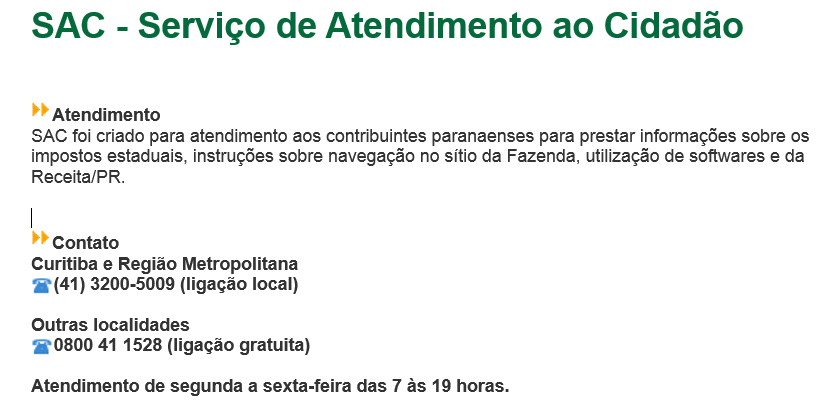 SAC - Serviço de Atendimento ao Cidadão
Atendimento
SAC foi criado para atendimento aos contribuintes paranaenses para prestar informações sobre os
impostos estaduais, instruções sobre navegação no sítio da Fazenda, utilização de softwares e da
Receita/PR.
Contato
Curitiba e Região Metropolitana
(41) 3200-5009 (ligação local)
Outras localidades
0800 41 1528 (ligação gratuita)
Atendimento de segunda a sexta-feira das 7 às 19 horas.